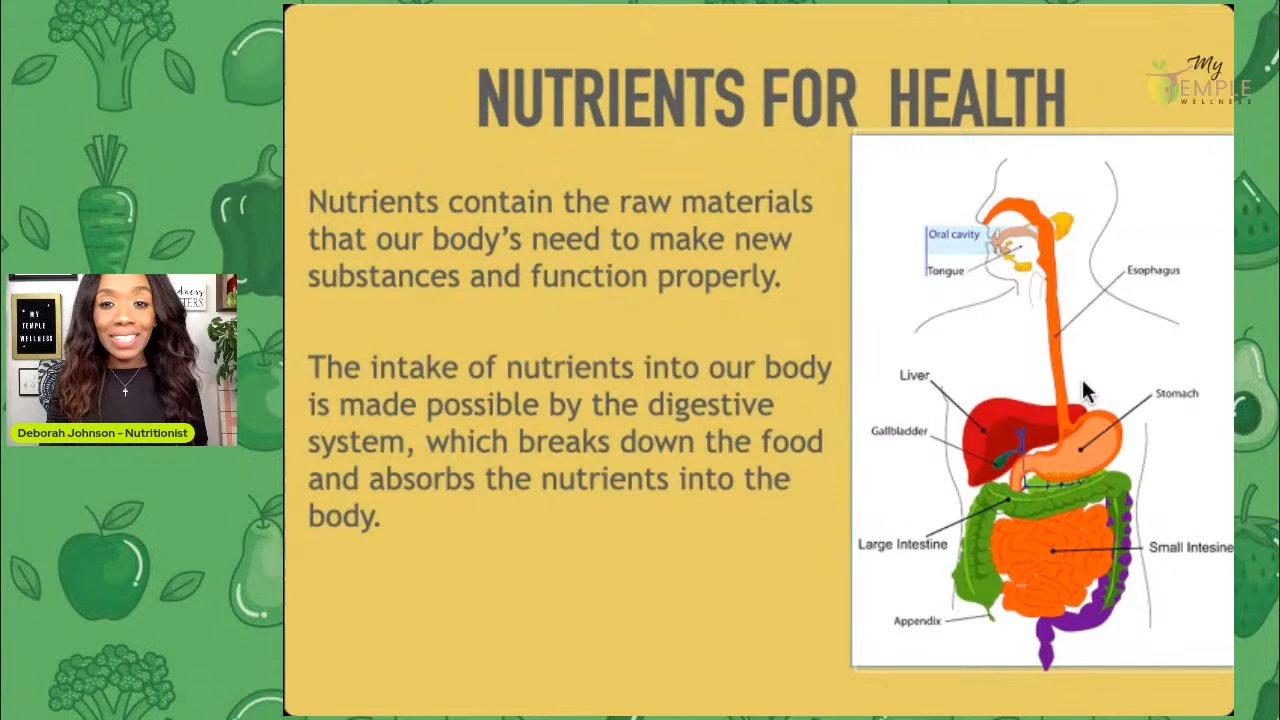 NUTRIENTS FOR HEALTH
My
TEMPLE
WELLNESS
Nutrients contain the raw materials
that our body's need to make new
substances and function properly.
The intake of nutrients into our body
is made possible by the digestive
system, which breaks down the food
and absorbs the nutrients into the
body.
Oral cavity
Tongue
Esophagus
Liver
Stomach
Gallbladder
Large Intestine
Small Intesine
Appendix
MY
TEMPLE
WELLNESS
Deborah Johnson - Nutritionist